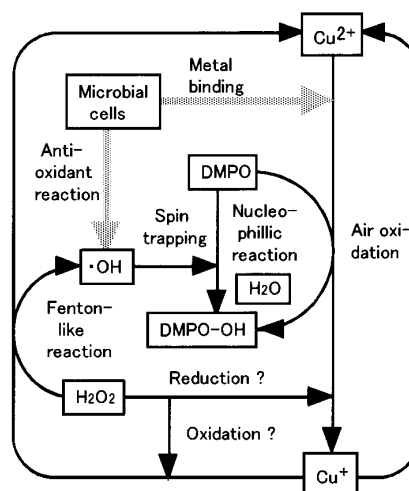 Cu2+
Metal
binding
Microbial
cells
Anti-
oxidant
reaction
DMPO
Spin
trapping
Nucleo-
phillic
reaction
Air oxi-
dation
·OH
H2O
Fenton-
like
reaction
DMPO-OH
H2O2
Reduction ?
Oxidation ?
Cu+